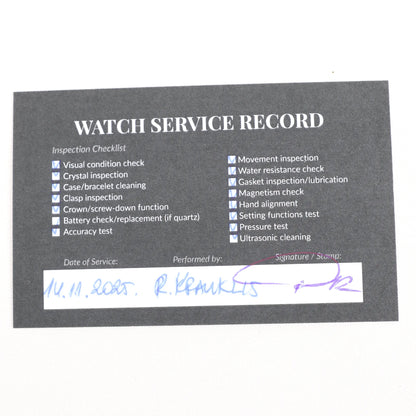 WATCH SERVICE RECORD
Inspection Checklist
Visual condition check
Crystal inspection
Case/bracelet cleaning
Clasp inspection
Crown/screw-down function
Battery check/replacement (if quartz)
Accuracy test
Movement inspection
Water resistance check
Gasket inspection/lubrication
Magnetism check
Hand alignment
Setting functions test
Pressure test
Ultrasonic cleaning
Date of Service: Performed by: Signature / Stamp:
14.11.2025. R. KRAUKLIS